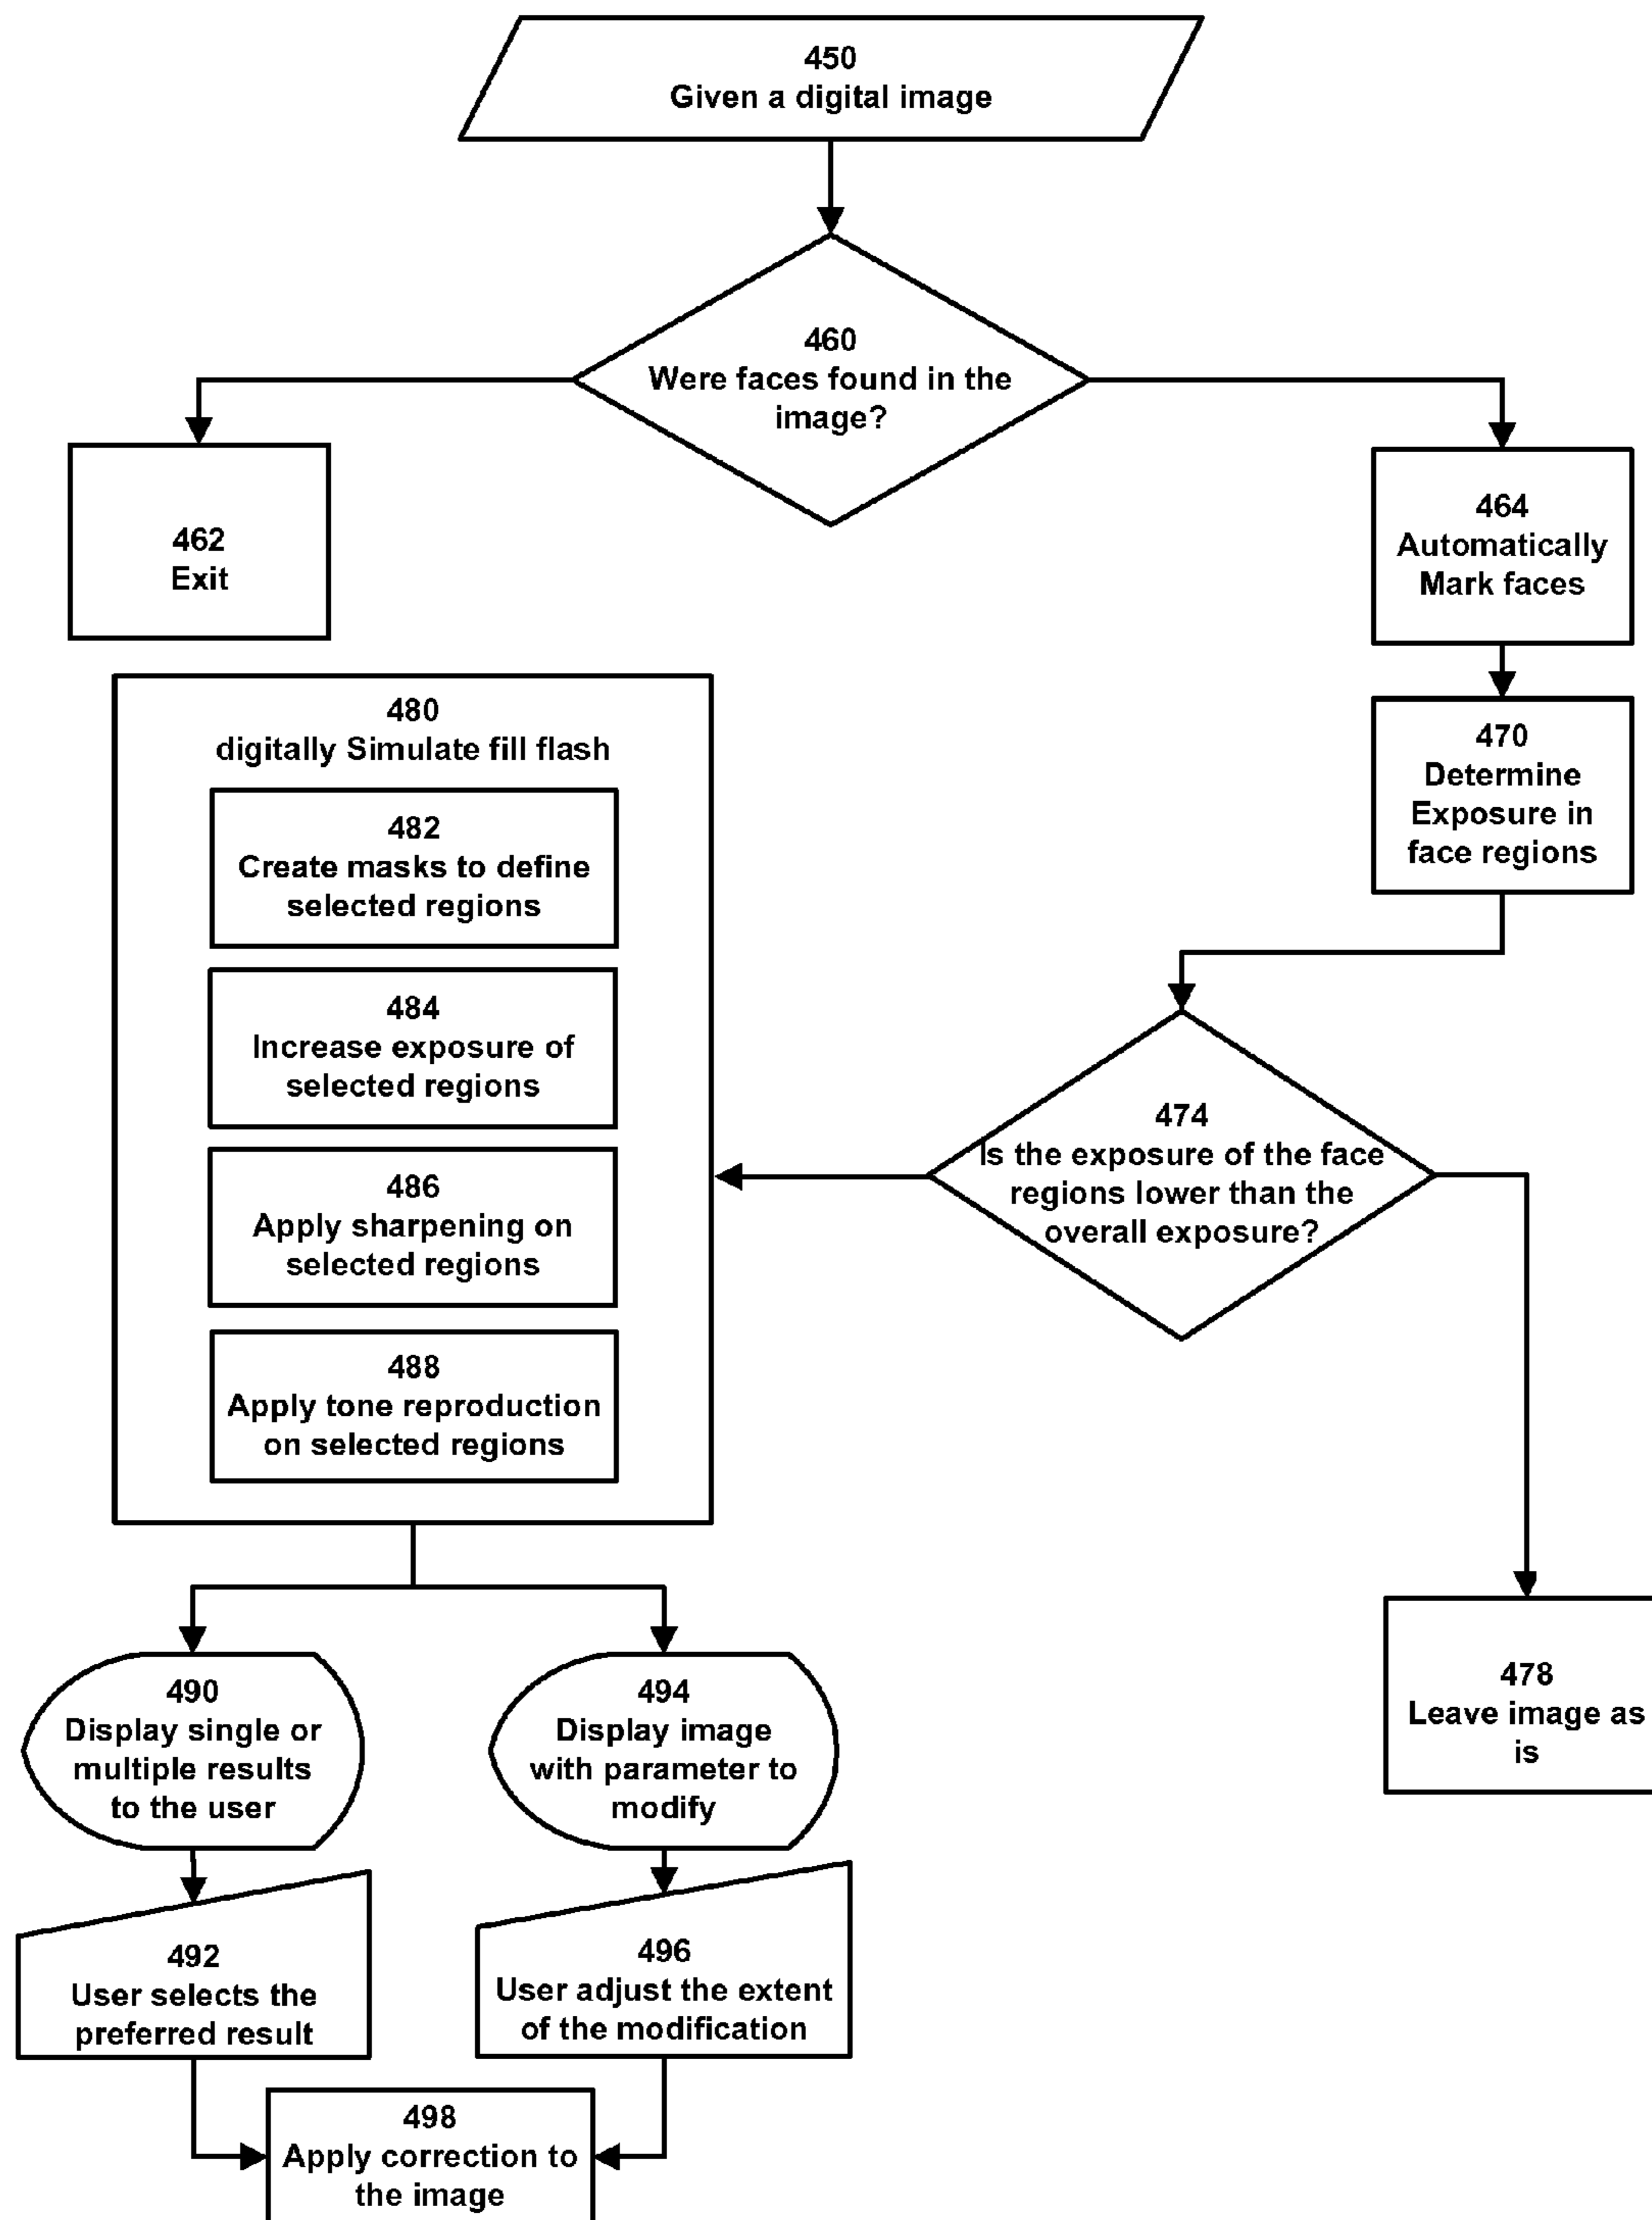 450
Given a digital image
460
Were faces found in the
image?
462
Exit
464
Automatically
Mark faces
470
Determine
Exposure in
face regions
474
Is the exposure of the face
regions lower than the
overall exposure?
478
Leave image as
is
480
digitally Simulate fill flash
482
Create masks to define
selected regions
484
Increase exposure of
selected regions
486
Apply sharpening on
selected regions
488
Apply tone reproduction
on selected regions
490
Display single or
multiple results
to the user
492
User selects the
preferred result
494
Display image
with parameter to
modify
496
User adjust the extent
of the modification
498
Apply correction to
the image